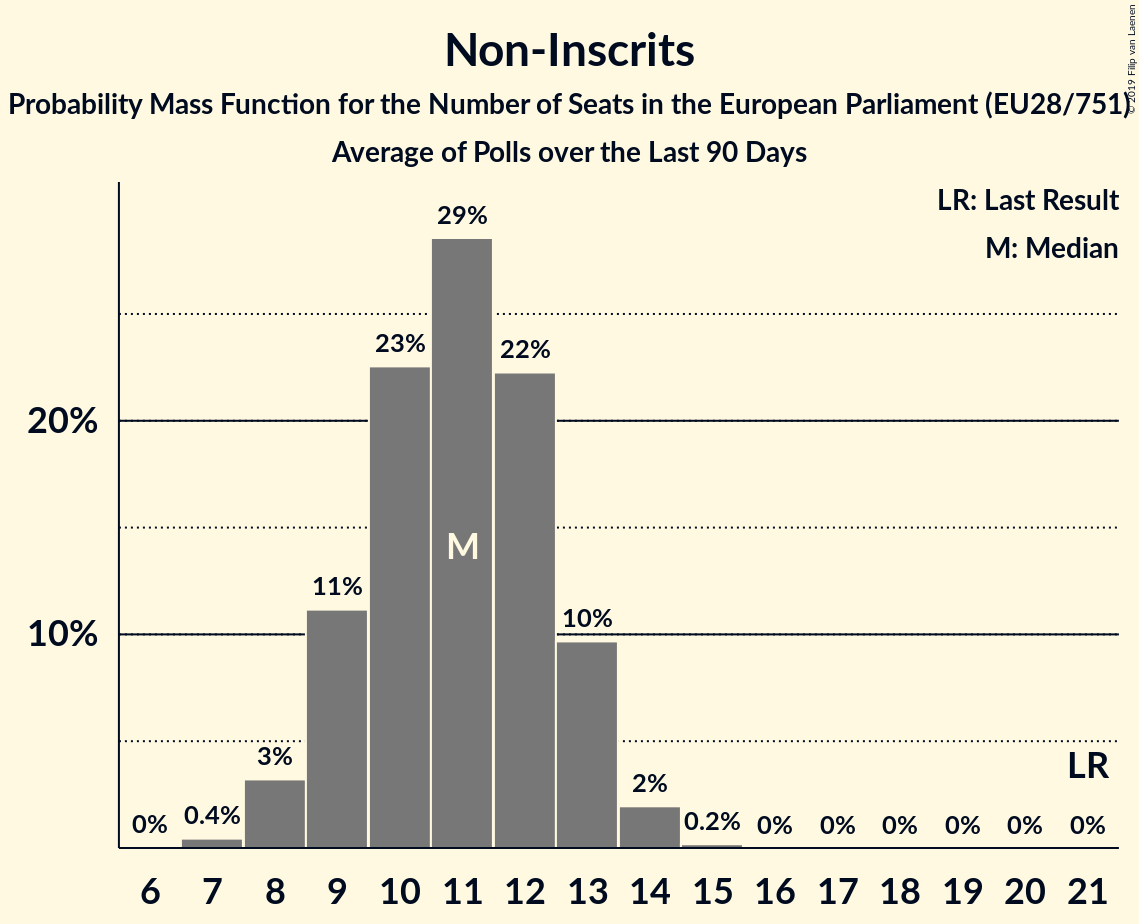 Non-Inscrits
Probability Mass Function for the Number of Seats in the European Parliament (EU28/751)
Average of Polls over the Last 90 Days
© 2019 Filip van Laenen
LR: Last Result
M: Median
29%
23%
22%
20%
M
11%
10%
10%
3%
LR
2%
0%
0.4%
0.2%
0%
0%
0%
0%
0%
0%
6 7 8 9 10 11 12 13 14 15 16 17 18 19 20 21